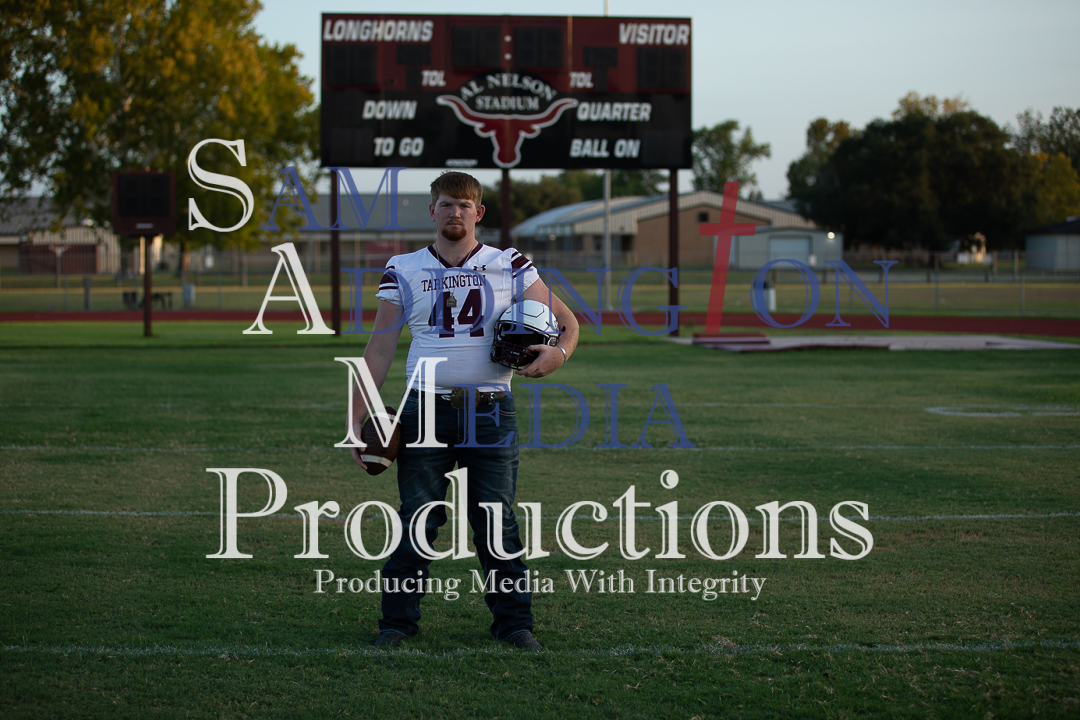 LONGHORNS VISITOR
TOL TOL
AL NELSON
STADIUM
DOWN QUARTER
TO GO BALL ON
SAM
ADDINGTON
MEDIA
Productions
Producing Media With Integrity
TARKINGTON
44